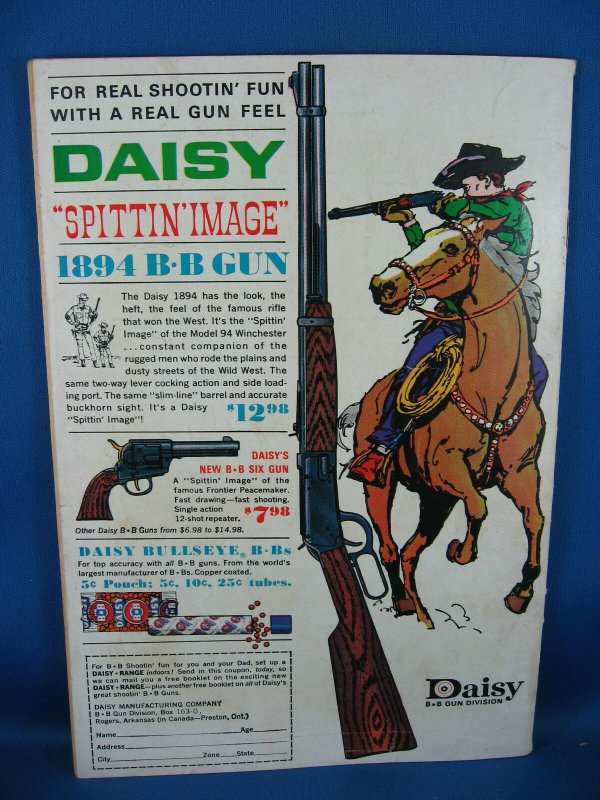 FOR REAL SHOOTIN' FUN
WITH A REAL GUN FEEL
DAISY
"SPITTIN' IMAGE"
1894 B•B GUN
The Daisy 1894 has the look, the
heft, the feel of the famous rifle
that won the West. It's the "Spittin'
Image" of the Model 94 Winchester
...constant companion of the
rugged men who rode the plains and
dusty streets of the Wild West. The
same two-way lever cocking action and side load-
ing port. The same "slim-line" barrel and accurate
buckhorn sight. It's a Daisy
"Spittin' Image"!
$12 98
DAISY'S
NEW B•B SIX GUN
A "Spittin' Image" of the
famous Frontier Peacemaker.
Fast drawing—fast shooting.
Single action
12-shot repeater.
$7 98
Other Daisy B•B Guns from $6.98 to $14.98.
DAISY BULLSEYE® B•Bs
For top accuracy with all B•B guns. From the world's
largest manufacturer of B•Bs. Copper coated.
5¢ Pouch; 5¢, 10¢, 25¢ tubes.
DAISY
For B•B Shootin' fun for you and your Dad, set up a
DAISY•RANGE indoors! Send in this coupon, today, so
we can mail you a free booklet on the exciting new
DAISY•RANGE—plus another free booklet on all of Daisy's
great shootin' B•B Guns.
DAISY MANUFACTURING COMPANY
B•B Gun Division, Box 163-O,
Rogers, Arkansas (in Canada—Preston, Ont.)
Name Age
Address
City Zone State
Daisy
B•B GUN DIVISION